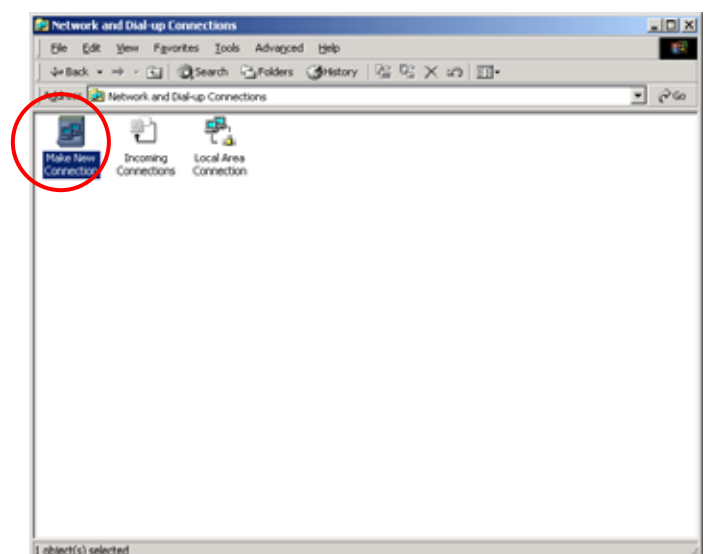 Network and Dial-up Connections
File Edit View Favorites Tools Advanced Help
Back Search Folders History
Address Network and Dial-up Connections Go
Make New Connection
Incoming Connections
Local Area Connection
1 object(s) selected